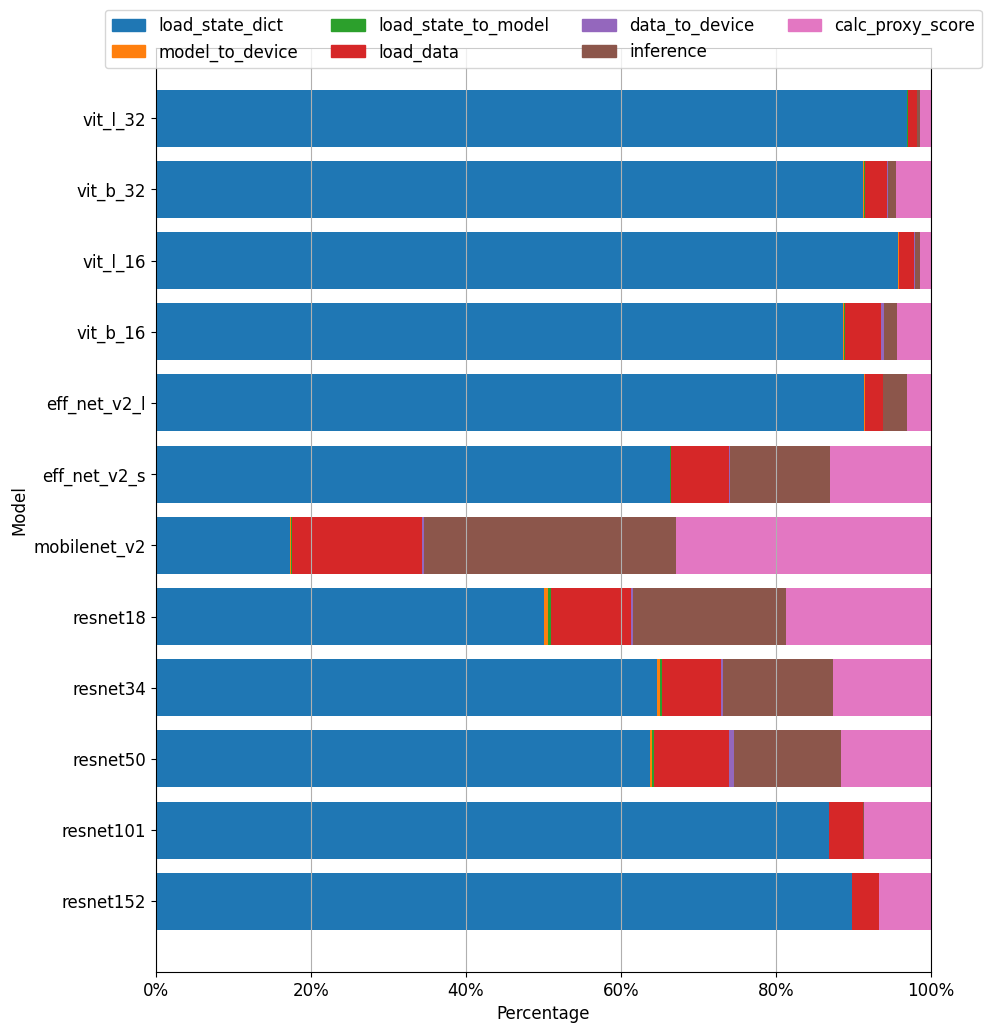 load_state_dict load_state_to_model data_to_device calc_proxy_score
model_to_device load_data inference
vit_l_32
vit_b_32
vit_l_16
vit_b_16
eff_net_v2_l
eff_net_v2_s
mobilenet_v2
resnet18
resnet34
resnet50
resnet101
resnet152
Model
0% 20% 40% 60% 80% 100%
Percentage